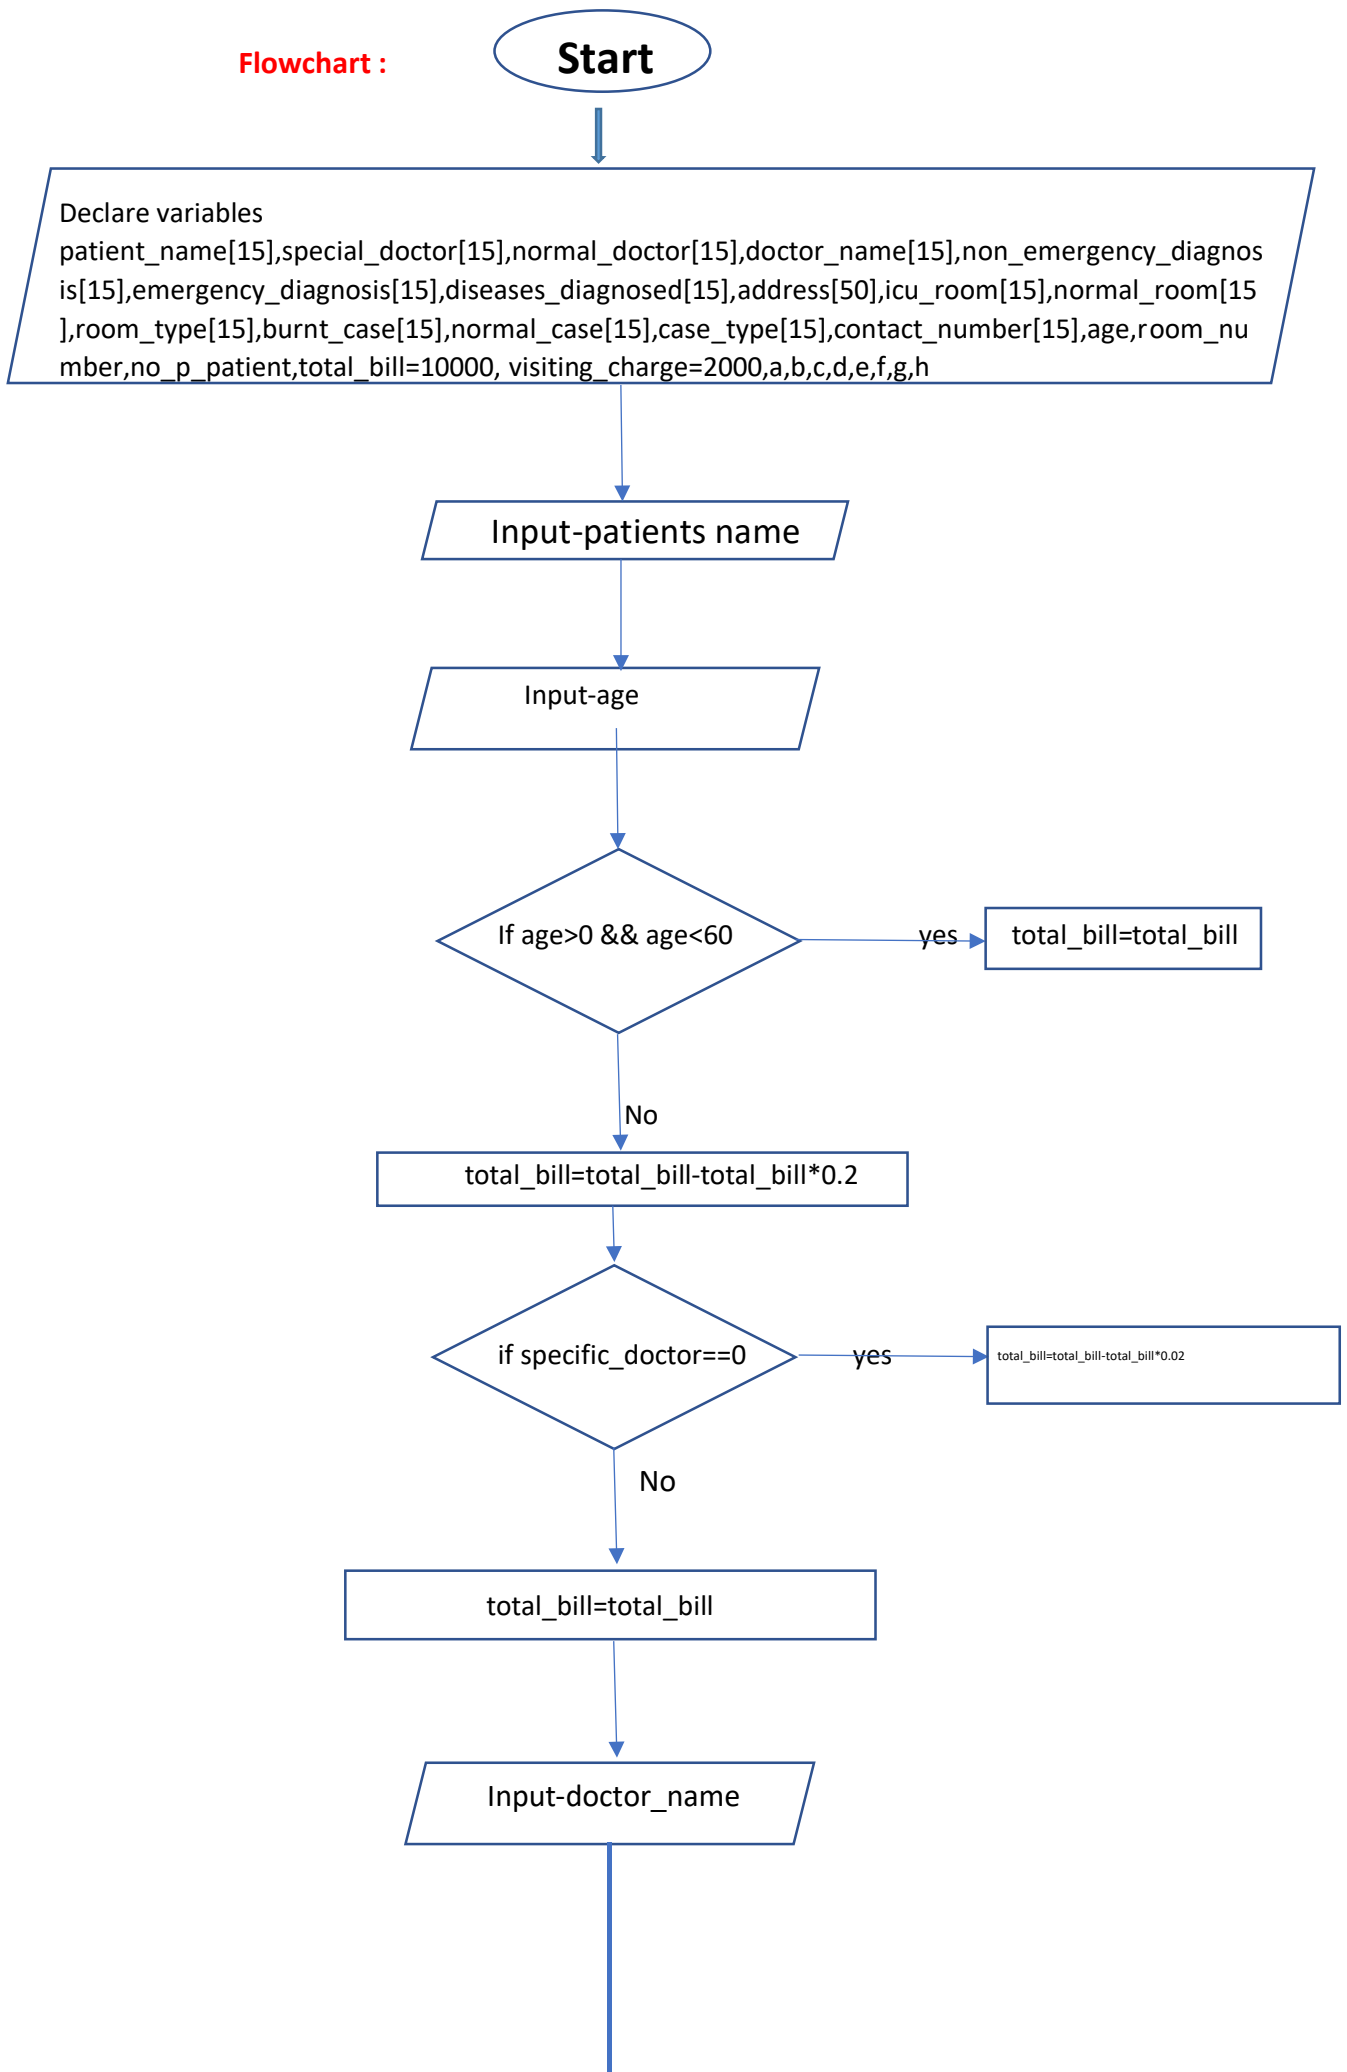 Flowchart :
Start
Declare variables
patient_name[15],special_doctor[15],normal_doctor[15],doctor_name[15],non_emergency_diagnos
is[15],emergency_diagnosis[15],diseases_diagnosed[15],address[50],icu_room[15],normal_room[15
],room_type[15],burnt_case[15],normal_case[15],case_type[15],contact_number[15],age,room_nu
mber,no_p_patient,total_bill=10000, visiting_charge=2000,a,b,c,d,e,f,g,h
Input-patients name
Input-age
If age>0 && age<60
yes
total_bill=total_bill
No
total_bill=total_bill-total_bill*0.2
if specific_doctor==0
yes
total_bill=total_bill-total_bill*0.02
No
total_bill=total_bill
Input-doctor_name